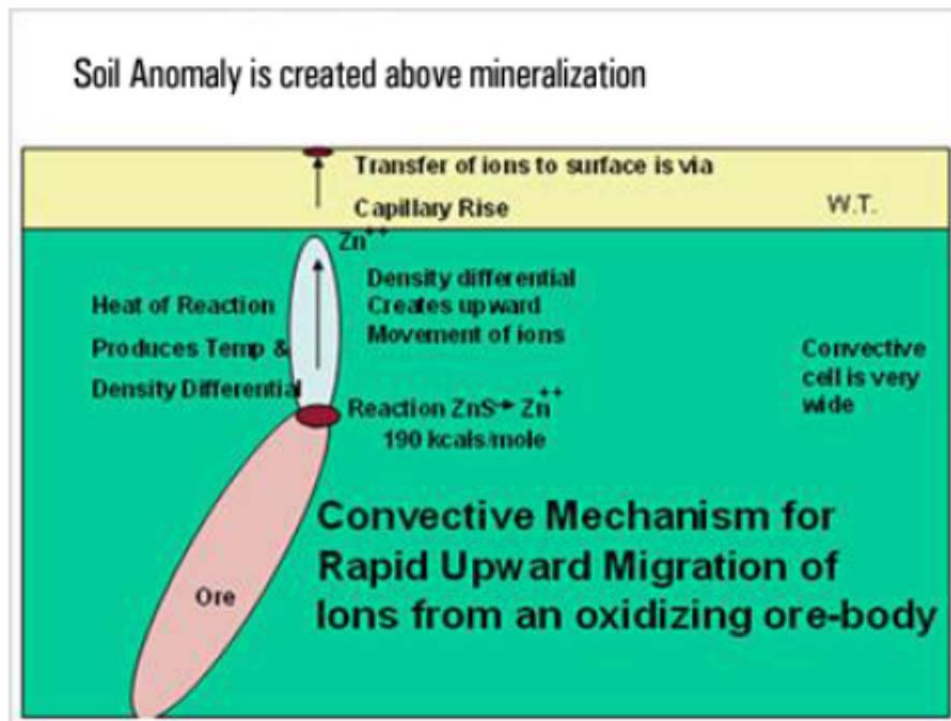 Soil Anomaly is created above mineralization
Transfer of ions to surface is via
Capillary Rise
W.T.
Zn++
Density differential
Creates upward
Movement of ions
Heat of Reaction
Produces Temp &
Density Differential
Convective
cell is very
wide
Reaction ZnS→ Zn++
190 kcals/mole
Convective Mechanism for
Rapid Upward Migration of
Ions from an oxidizing ore-body
Ore